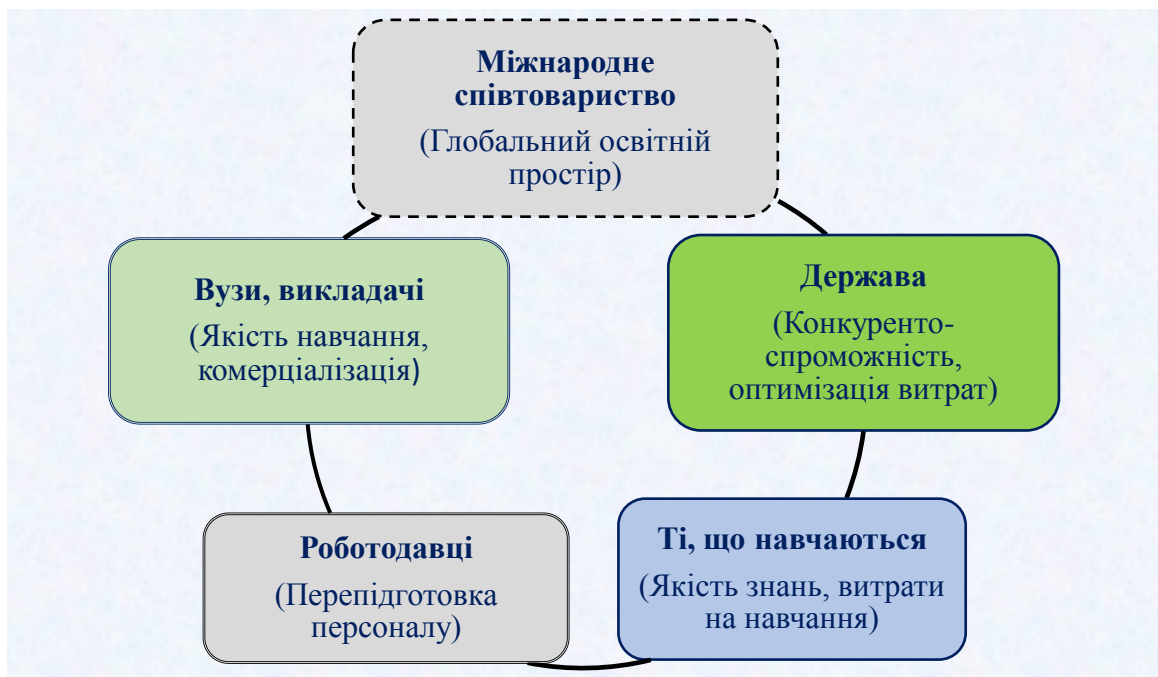 Міжнародне
співтовариство
(Глобальний освітній
простір)
Вузи, викладачі
(Якість навчання,
комерціалізація)
Держава
(Конкуренто-
спроможність,
оптимізація витрат)
Роботодавці
(Перепідготовка
персоналу)
Ті, що навчаються
(Якість знань, витрати
на навчання)